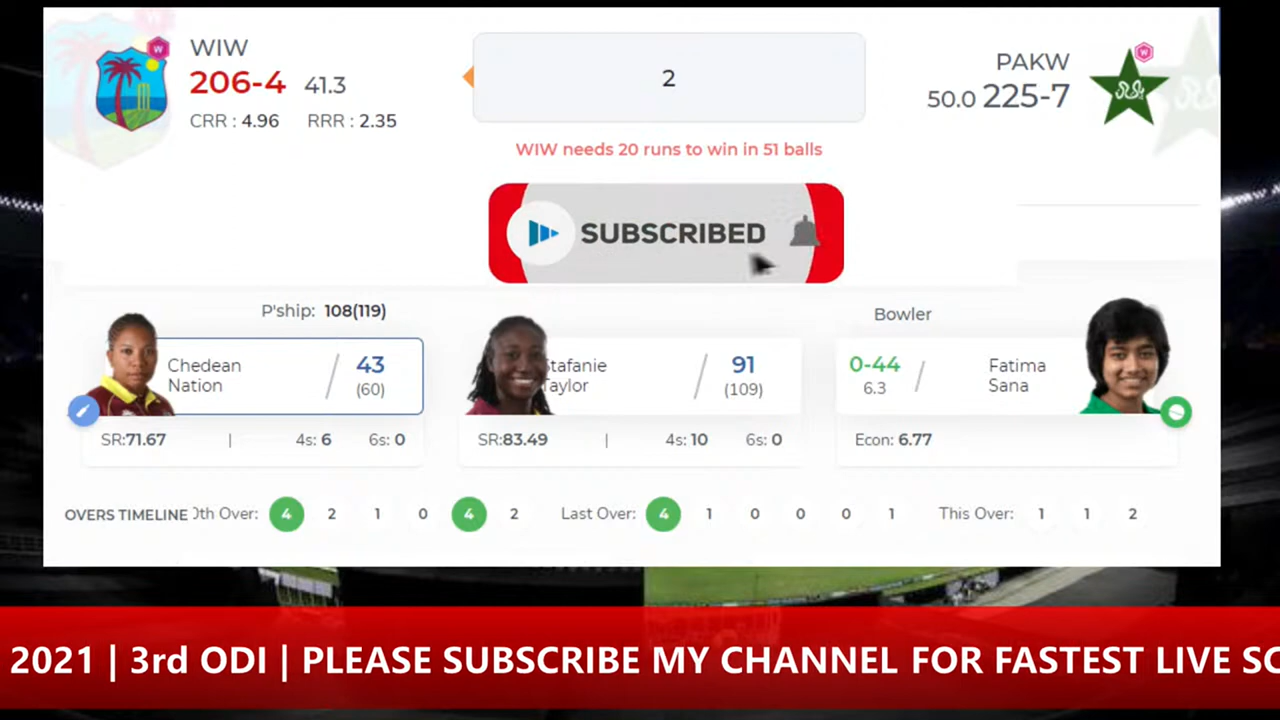 WIW
206-4 41.3
CRR : 4.96 RRR : 2.35
2
PAKW
50.0 225-7
WIW needs 20 runs to win in 51 balls
SUBSCRIBED
P'ship: 108(119)
Bowler
Chedean
Nation
43
(60)
Stafanie
Taylor
91
(109)
0-44
6.3
Fatima
Sana
SR:71.67 | 4s: 6 6s: 0
SR:83.49 | 4s: 10 6s: 0
Econ: 6.77
OVERS TIMELINE th Over: 4 2 1 0 4 2 Last Over: 4 1 0 0 0 1 This Over: 1 1 2
2021 | 3rd ODI | PLEASE SUBSCRIBE MY CHANNEL FOR FASTEST LIVE SC